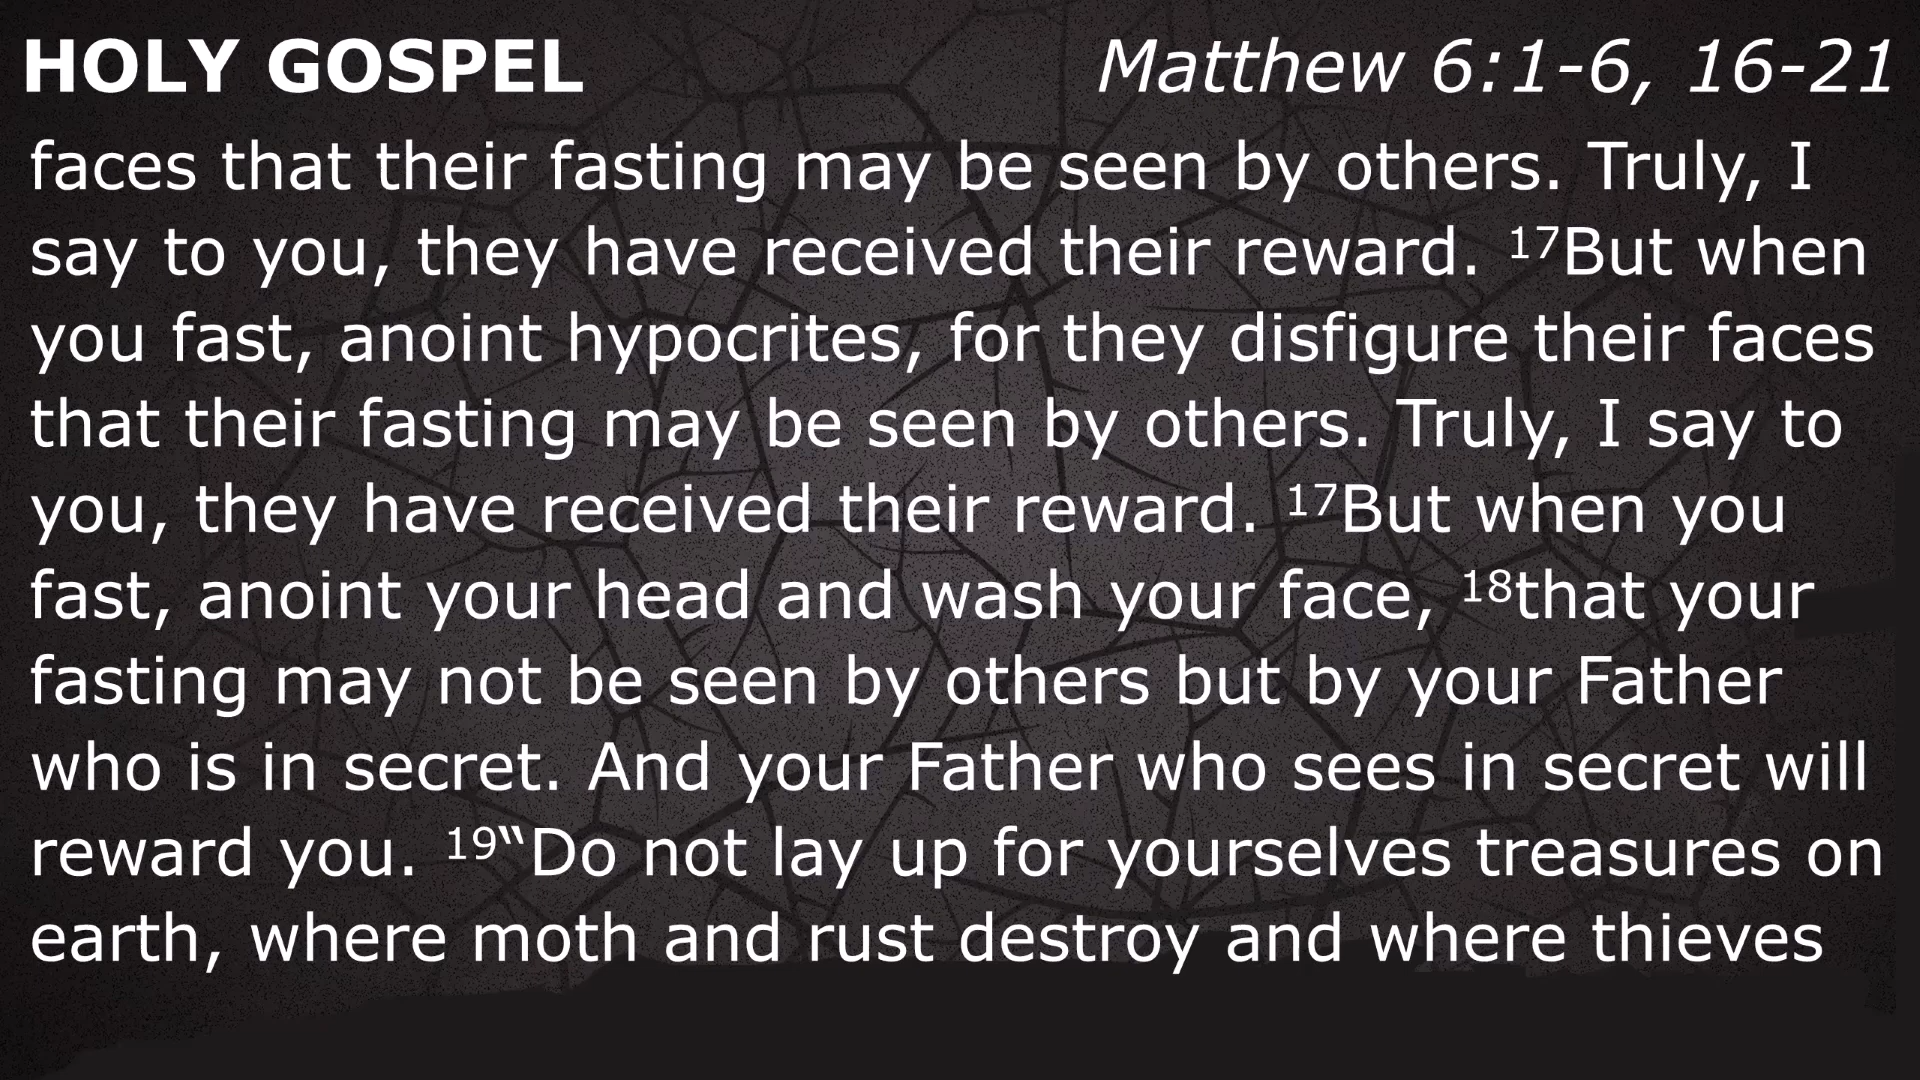 HOLY GOSPEL
Matthew 6:1-6, 16-21
faces that their fasting may be seen by others. Truly, I
say to you, they have received their reward. ¹⁷But when
you fast, anoint hypocrites, for they disfigure their faces
that their fasting may be seen by others. Truly, I say to
you, they have received their reward. ¹⁷But when you
fast, anoint your head and wash your face, ¹⁸that your
fasting may not be seen by others but by your Father
who is in secret. And your Father who sees in secret will
reward you. ¹⁹“Do not lay up for yourselves treasures on
earth, where moth and rust destroy and where thieves